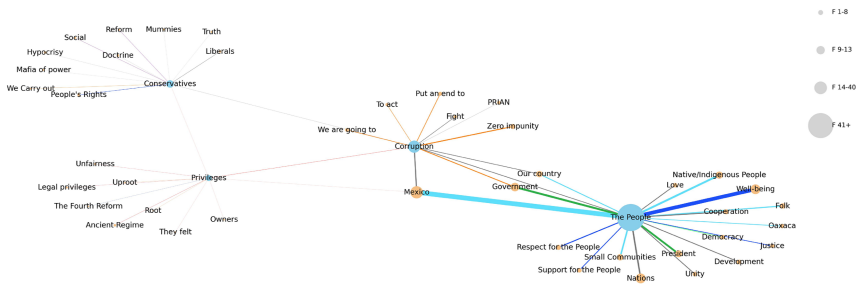 F 1-8
Reform
Mummies
Truth
Social
Hypocrisy
Doctrine
Liberals
F 9-13
Mafia of power
Conservatives
We Carry out
People's Rights
F 14-40
Put an end to
To act
PRIAN
Fight
F 41+
We are going to
Zero impunity
Corruption
Unfairness
Privileges
Our country
Native/Indigenous People
Uproot
Legal privileges
Government
Love
Well-being
Mexico
The Fourth Reform
Root
Folk
Cooperation
Owners
The People
Ancient Regime
Oaxaca
They felt
Democracy
Respect for the People
Justice
Small Communities
President
Development
Support for the People
Unity
Nations